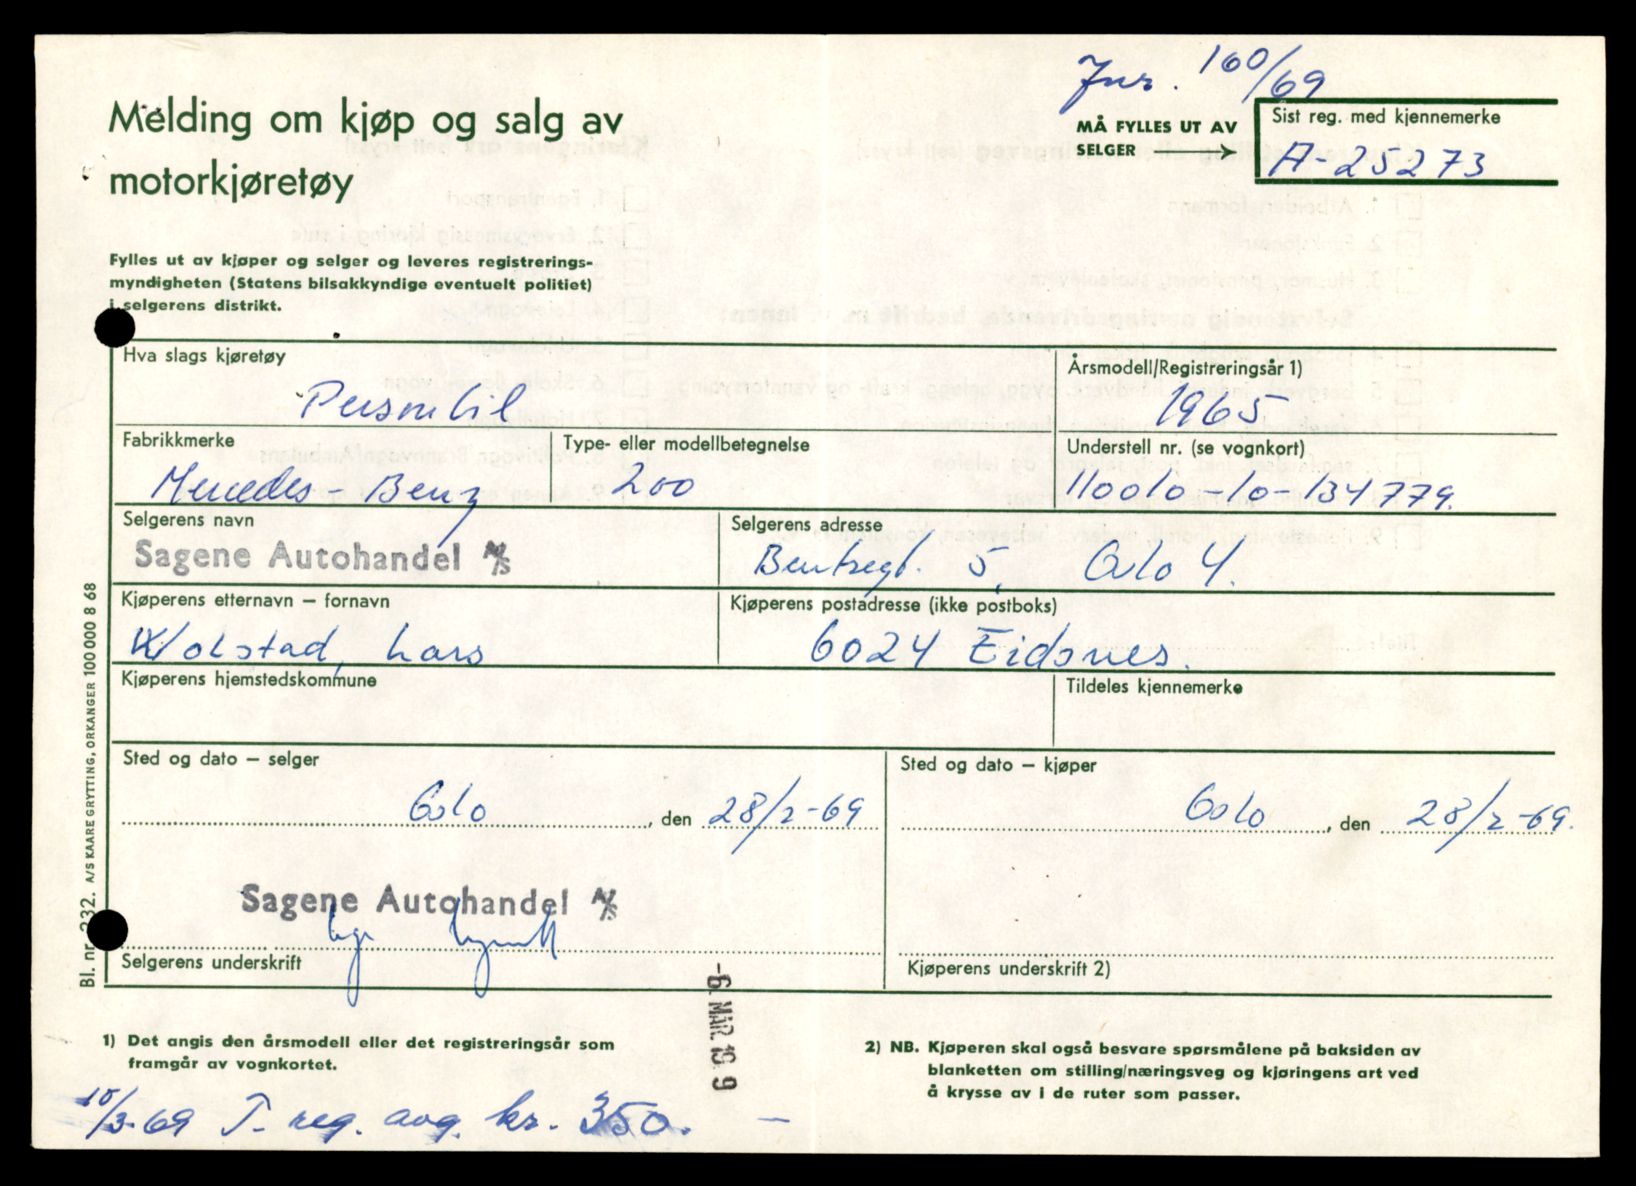 Jnr. 160/69
Melding om kjøp og salg av
motorkjøretøy
MÅ FYLLES UT AV
SELGER
Sist reg. med kjennemerke
A-25273
Fylles ut av kjøper og selger og leveres registrerings-
myndigheten (Statens bilsakkyndige eventuelt politiet)
i selgerens distrikt.
Hva slags kjøretøy
Personbil
Årsmodell/Registreringsår 1)
1965
Fabrikkmerke
Mercedes-Benz
Type- eller modellbetegnelse
200
Understell nr. (se vognkort)
110010-10-134779.
Selgerens navn
Sagene Autohandel A/S
Selgerens adresse
Bentsegt. 5, Oslo 4.
Kjøperens etternavn – fornavn
Kolstad, Lars
Kjøperens postadresse (ikke postboks)
6024 Eidsnes.
Kjøperens hjemstedskommune
Tildeles kjennemerke
Sted og dato – selger
Oslo, den 28/2-69
Sted og dato – kjøper
Oslo, den 28/2-69.
Sagene Autohandel A/S
Selgerens underskrift
Kjøperens underskrift 2)
-6. MAR. 19 9
1) Det angis den årsmodell eller det registreringsår som
framgår av vognkortet.
2) NB. Kjøperen skal også besvare spørsmålene på baksiden av
blanketten om stilling/næringsveg og kjøringens art ved
å krysse av i de ruter som passer.
10/3-69 T- reg. avg. kr. 350. —
Bl. nr. 232. A/S KAARE GRYTTING, ORKANGER 100 000 8 68